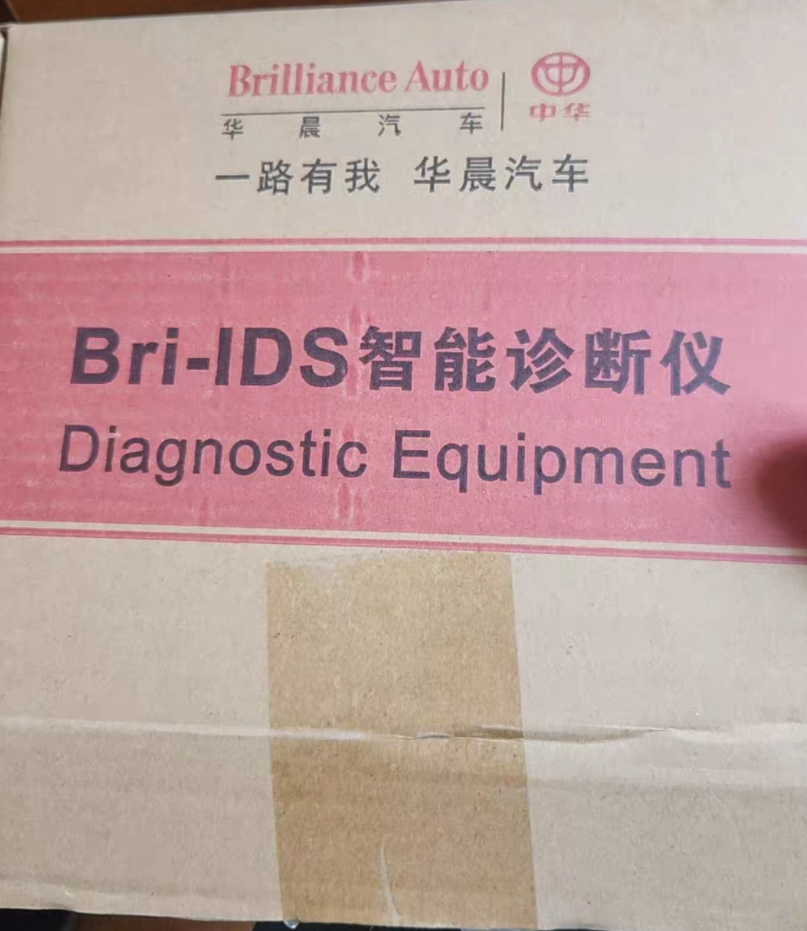 Brilliance Auto
华晨汽车
中华
一路有我 华晨汽车
Bri-IDS智能诊断仪
Diagnostic Equipment